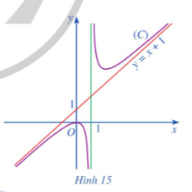 y
(C)
y = x + 1
1
O
1
x
Hình 15